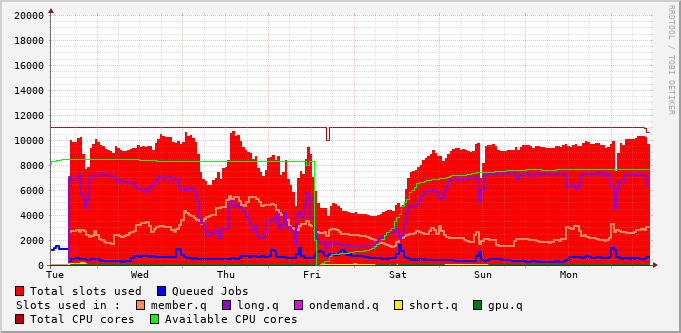 20000
18000
16000
14000
12000
10000
8000
6000
4000
2000
0
Tue Wed Thu Fri Sat Sun Mon
Total slots used Queued Jobs
Slots used in : member.q long.q ondemand.q short.q gpu.q
Total CPU cores Available CPU cores
RRDTOOL / TOBI OETIKER